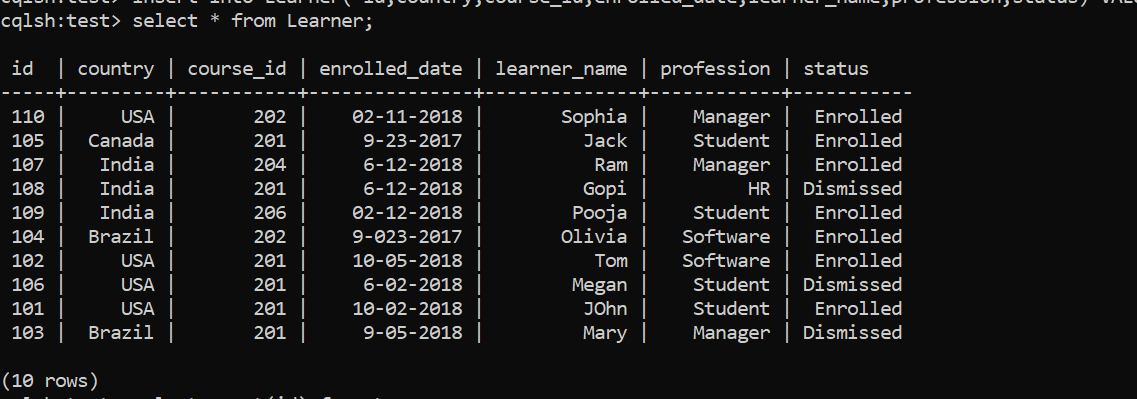 cqlsh:test> select * from Learner;
id | country | course_id | enrolled_date | learner_name | profession | status
-----+---------+-----------+---------------+--------------+------------+-----------
110 | USA | 202 | 02-11-2018 | Sophia | Manager | Enrolled
105 | Canada | 201 | 9-23-2017 | Jack | Student | Enrolled
107 | India | 204 | 6-12-2018 | Ram | Manager | Enrolled
108 | India | 201 | 6-12-2018 | Gopi | HR | Dismissed
109 | India | 206 | 02-12-2018 | Pooja | Student | Enrolled
104 | Brazil | 202 | 9-023-2017 | Olivia | Software | Enrolled
102 | USA | 201 | 10-05-2018 | Tom | Software | Enrolled
106 | USA | 201 | 6-02-2018 | Megan | Student | Dismissed
101 | USA | 201 | 10-02-2018 | JOhn | Student | Enrolled
103 | Brazil | 201 | 9-05-2018 | Mary | Manager | Dismissed
(10 rows)